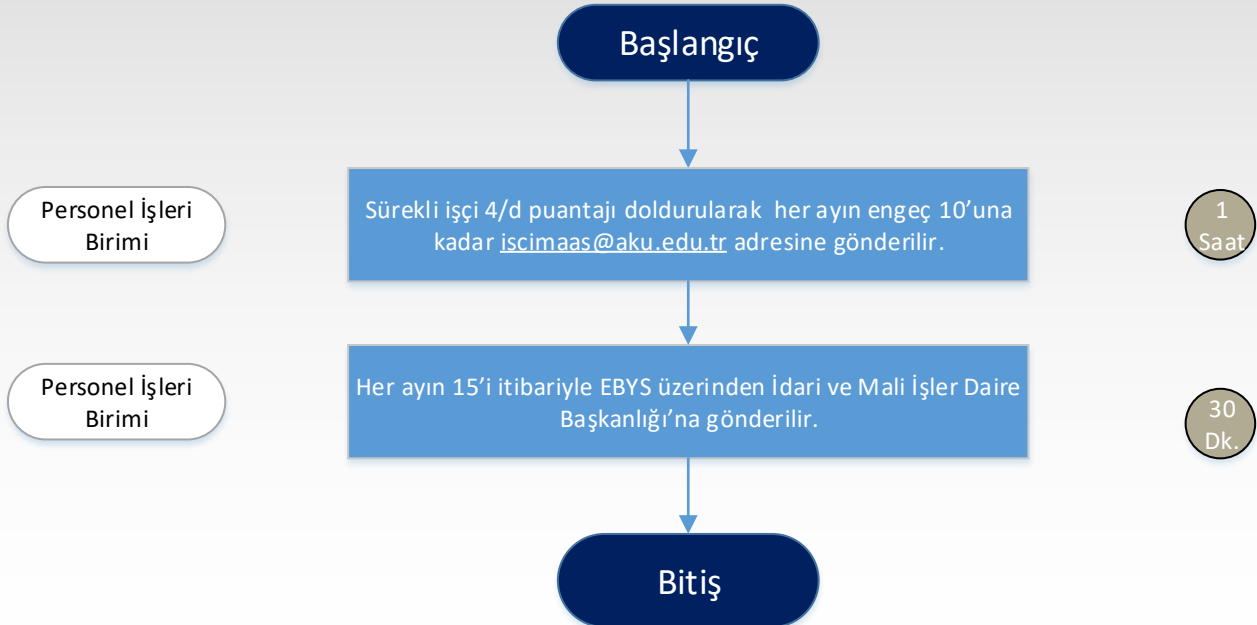 Başlangıç
Personel İşleri
Birimi
Sürekli işçi 4/d puantajı doldurularak her ayın engeç 10’una
kadar iscimaas@aku.edu.tr adresine gönderilir.
1
Saat
Personel İşleri
Birimi
Her ayın 15’i itibariyle EBYS üzerinden İdari ve Mali İşler Daire
Başkanlığı’na gönderilir.
30
Dk.
Bitiş